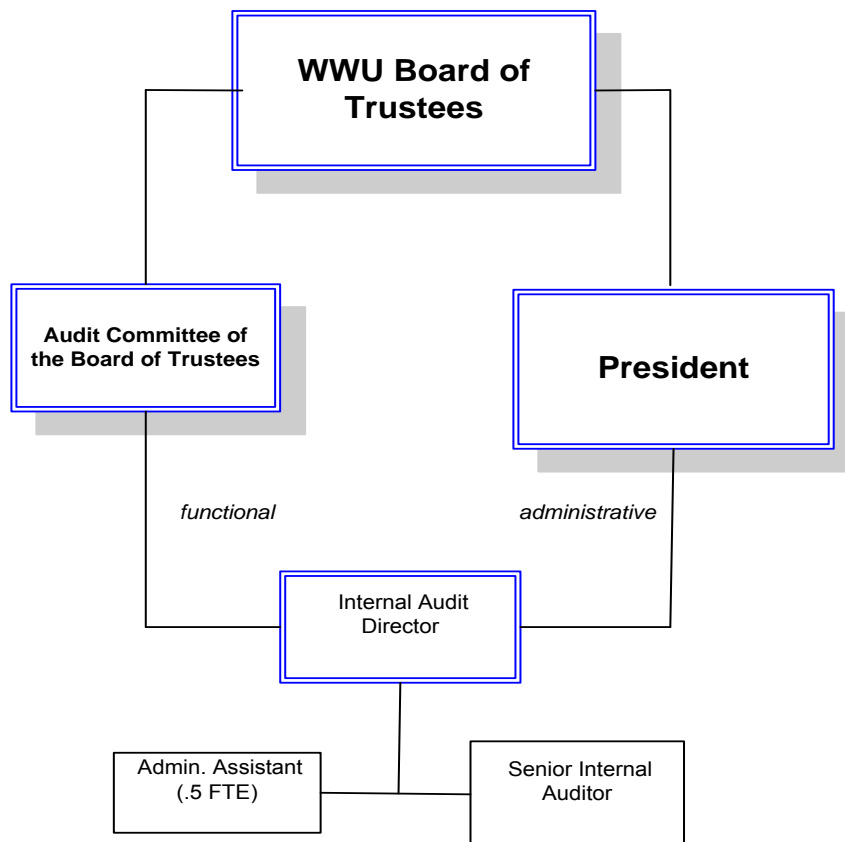 WWU Board of
Trustees
Audit Committee of
the Board of Trustees
President
functional
administrative
Internal Audit
Director
Admin. Assistant
(.5 FTE)
Senior Internal
Auditor